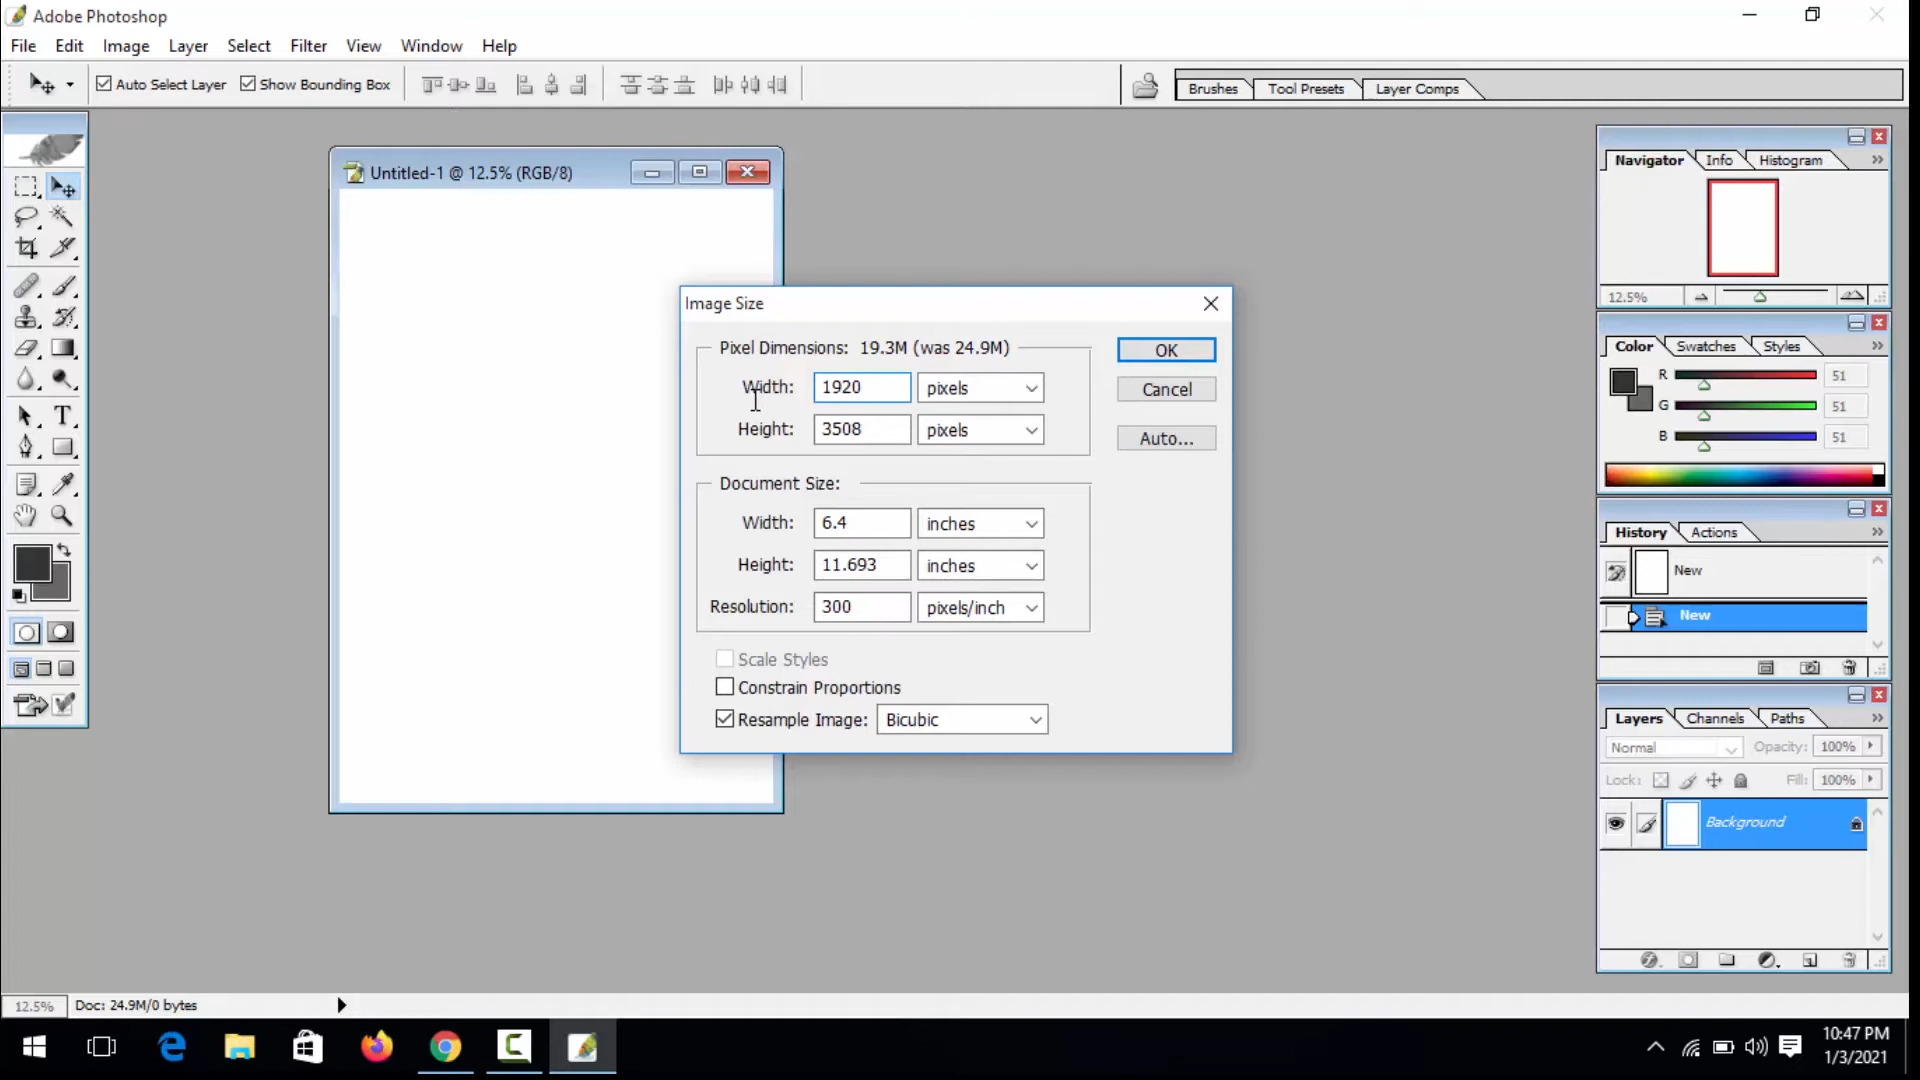 Adobe Photoshop
File Edit Image Layer Select Filter View Window Help
Auto Select Layer Show Bounding Box Brushes Tool Presets Layer Comps
Untitled-1 @ 12.5% (RGB/8)
Navigator Info Histogram
12.5%
Image Size
Pixel Dimensions: 19.3M (was 24.9M)
Width: 1920 pixels
Height: 3508 pixels
OK
Cancel
Auto...
Document Size:
Width: 6.4 inches
Height: 11.693 inches
Resolution: 300 pixels/inch
Scale Styles
Constrain Proportions
Resample Image: Bicubic
Color Swatches Styles
R 51
G 51
B 51
T
History Actions
New
New
Layers Channels Paths
Normal Opacity: 100%
Lock: Fill: 100%
Background
12.5% Doc: 24.9M/0 bytes
10:47 PM
1/3/2021